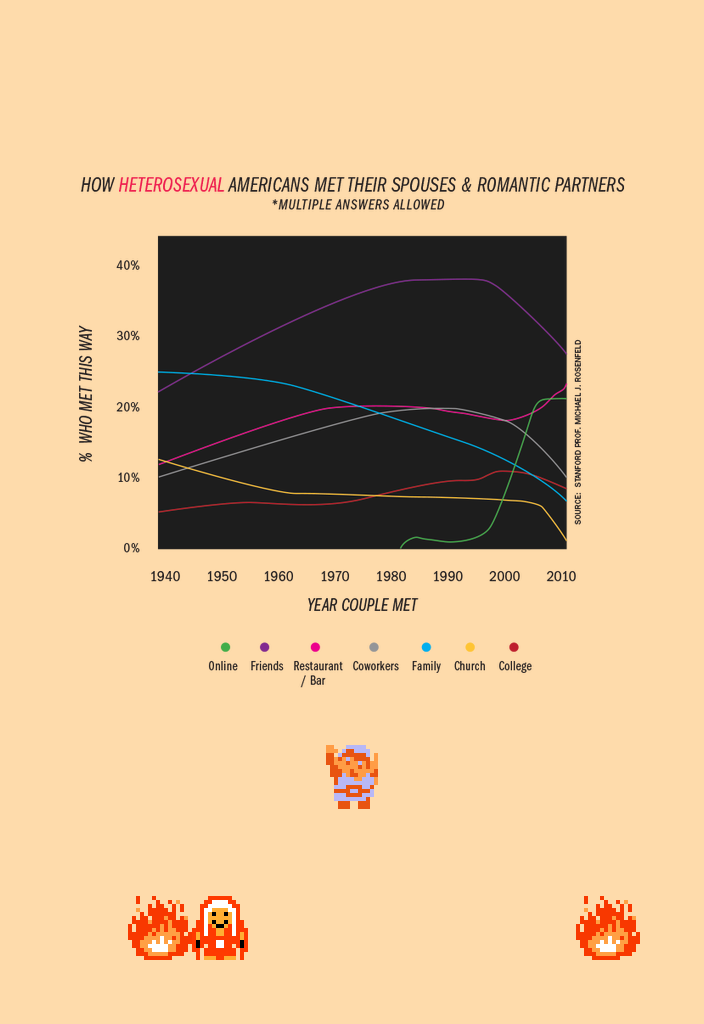 HOW HETEROSEXUAL AMERICANS MET THEIR SPOUSES & ROMANTIC PARTNERS
*MULTIPLE ANSWERS ALLOWED
40%
30%
20%
10%
0%
% WHO MET THIS WAY
SOURCE: STANFORD PROF. MICHAEL J. ROSENFELD
1940 1950 1960 1970 1980 1990 2000 2010
YEAR COUPLE MET
Online Friends Restaurant / Bar Coworkers Family Church College